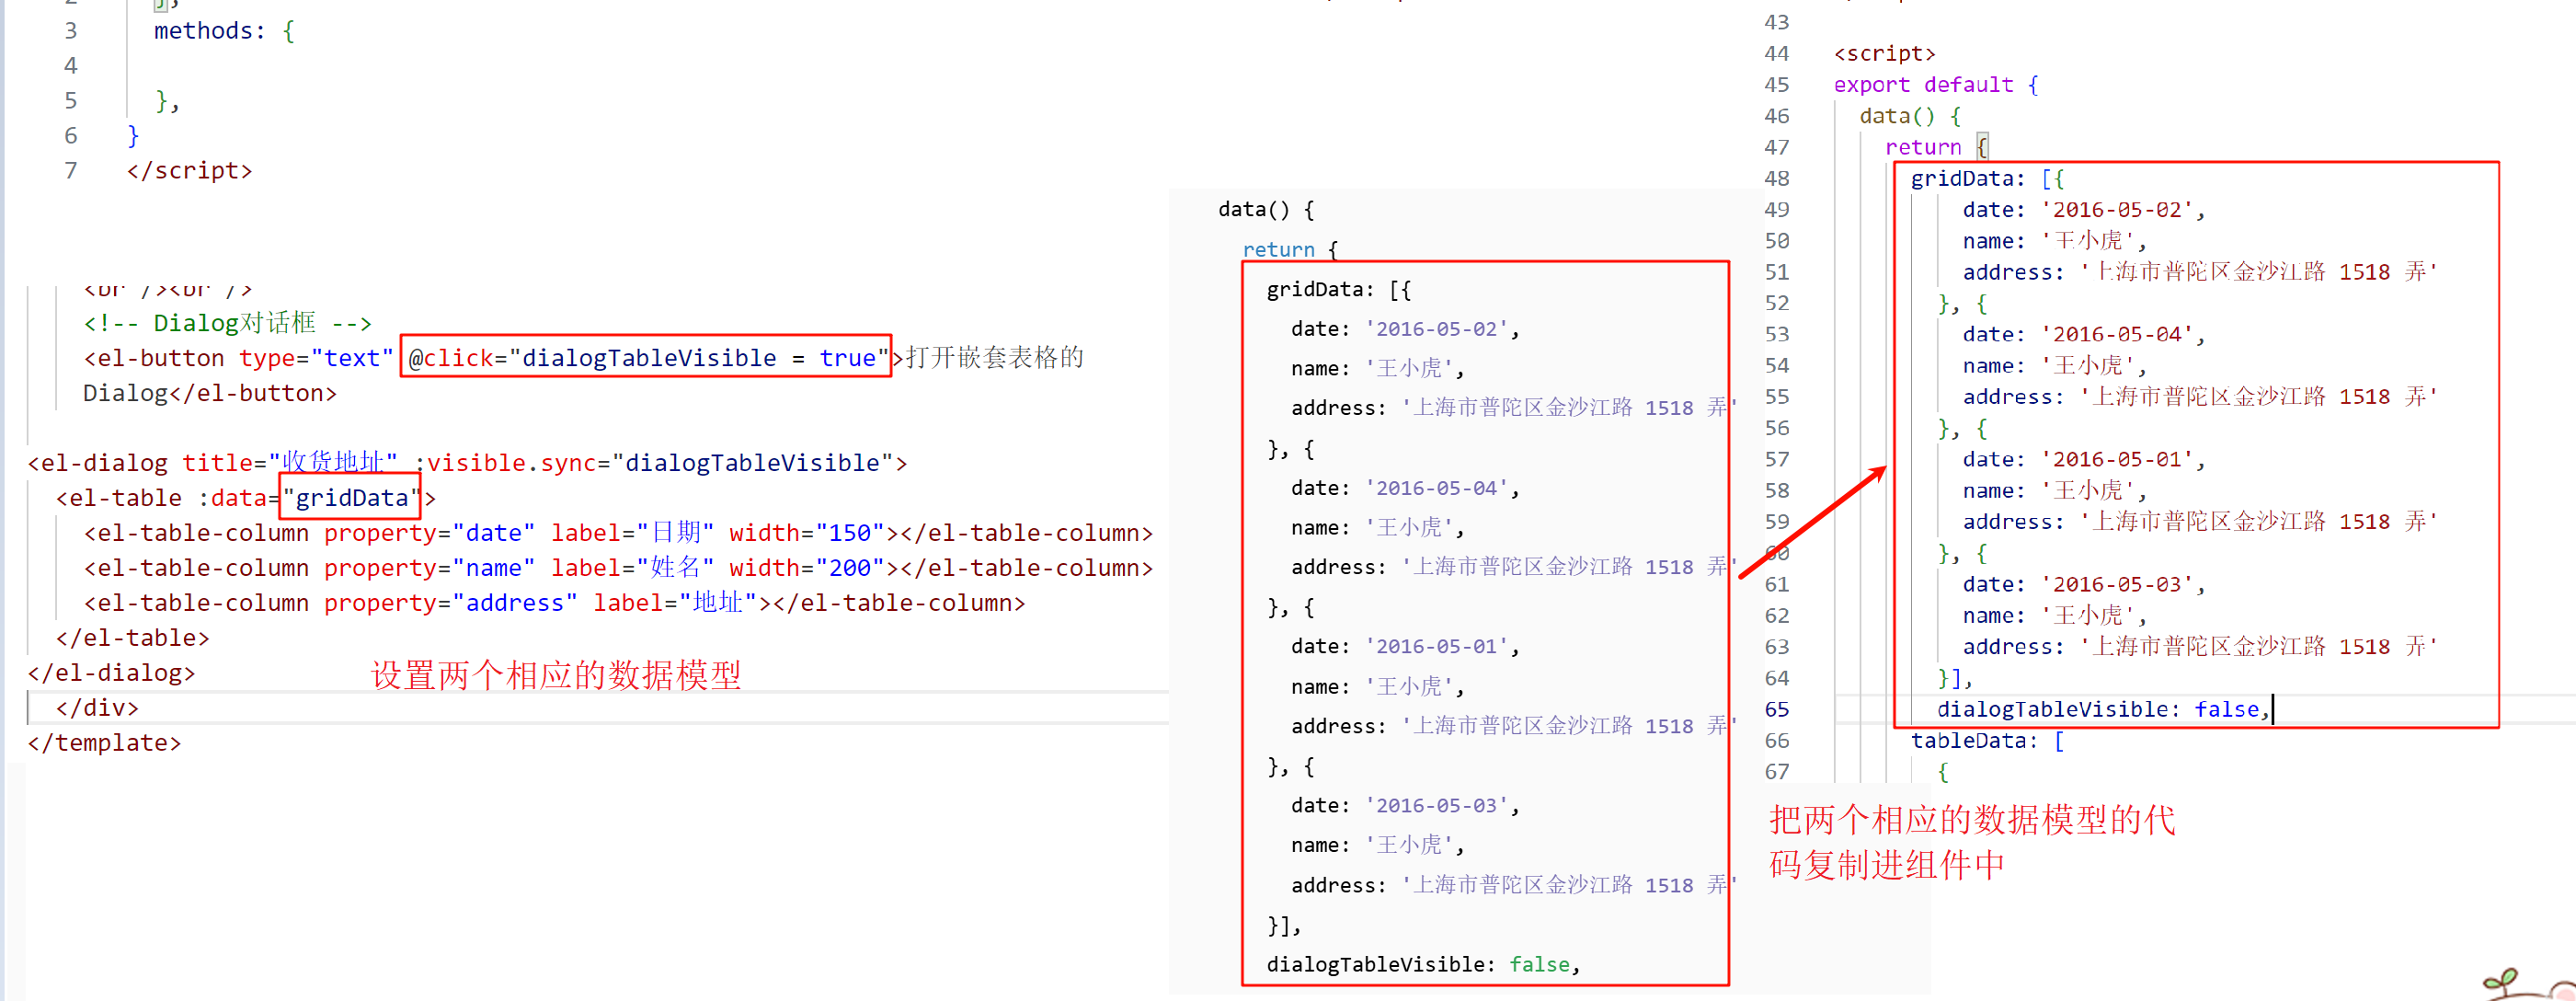 3 methods: {
4
5 },
6 }
7 </script>
<br /><br />
<!-- Dialog对话框 -->
<el-button type="text" @click="dialogTableVisible = true">打开嵌套表格的
Dialog</el-button>
<el-dialog title="收货地址" :visible.sync="dialogTableVisible">
<el-table :data="gridData">
<el-table-column property="date" label="日期" width="150"></el-table-column>
<el-table-column property="name" label="姓名" width="200"></el-table-column>
<el-table-column property="address" label="地址"></el-table-column>
</el-table>
</el-dialog>
设置两个相应的数据模型
</div>
</template>
data() {
return {
gridData: [{
date: '2016-05-02',
name: '王小虎',
address: '上海市普陀区金沙江路 1518 弄'
}, {
date: '2016-05-04',
name: '王小虎',
address: '上海市普陀区金沙江路 1518 弄'
}, {
date: '2016-05-01',
name: '王小虎',
address: '上海市普陀区金沙江路 1518 弄'
}, {
date: '2016-05-03',
name: '王小虎',
address: '上海市普陀区金沙江路 1518 弄'
}],
dialogTableVisible: false,
43
44 <script>
45 export default {
46 data() {
47 return {
48 gridData: [{
49 date: '2016-05-02',
50 name: '王小虎',
51 address: '上海市普陀区金沙江路 1518 弄'
52 }, {
53 date: '2016-05-04',
54 name: '王小虎',
55 address: '上海市普陀区金沙江路 1518 弄'
56 }, {
57 date: '2016-05-01',
58 name: '王小虎',
59 address: '上海市普陀区金沙江路 1518 弄'
60 }, {
61 date: '2016-05-03',
62 name: '王小虎',
63 address: '上海市普陀区金沙江路 1518 弄'
64 }],
65 dialogTableVisible: false,
66 tableData: [
67 {
把两个相应的数据模型的代
码复制进组件中